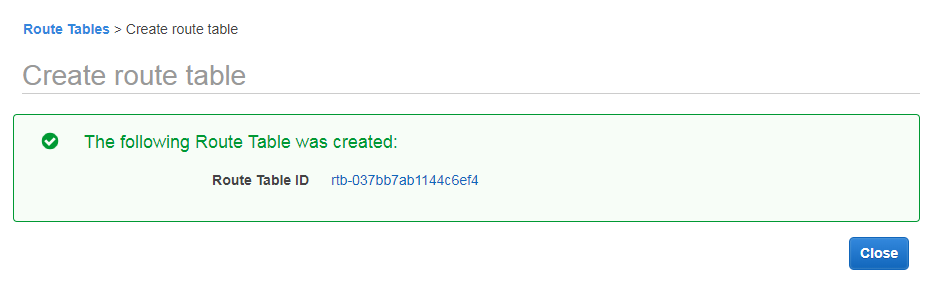 Route Tables > Create route table
Create route table
The following Route Table was created:
Route Table ID rtb-037bb7ab1144c6ef4
Close